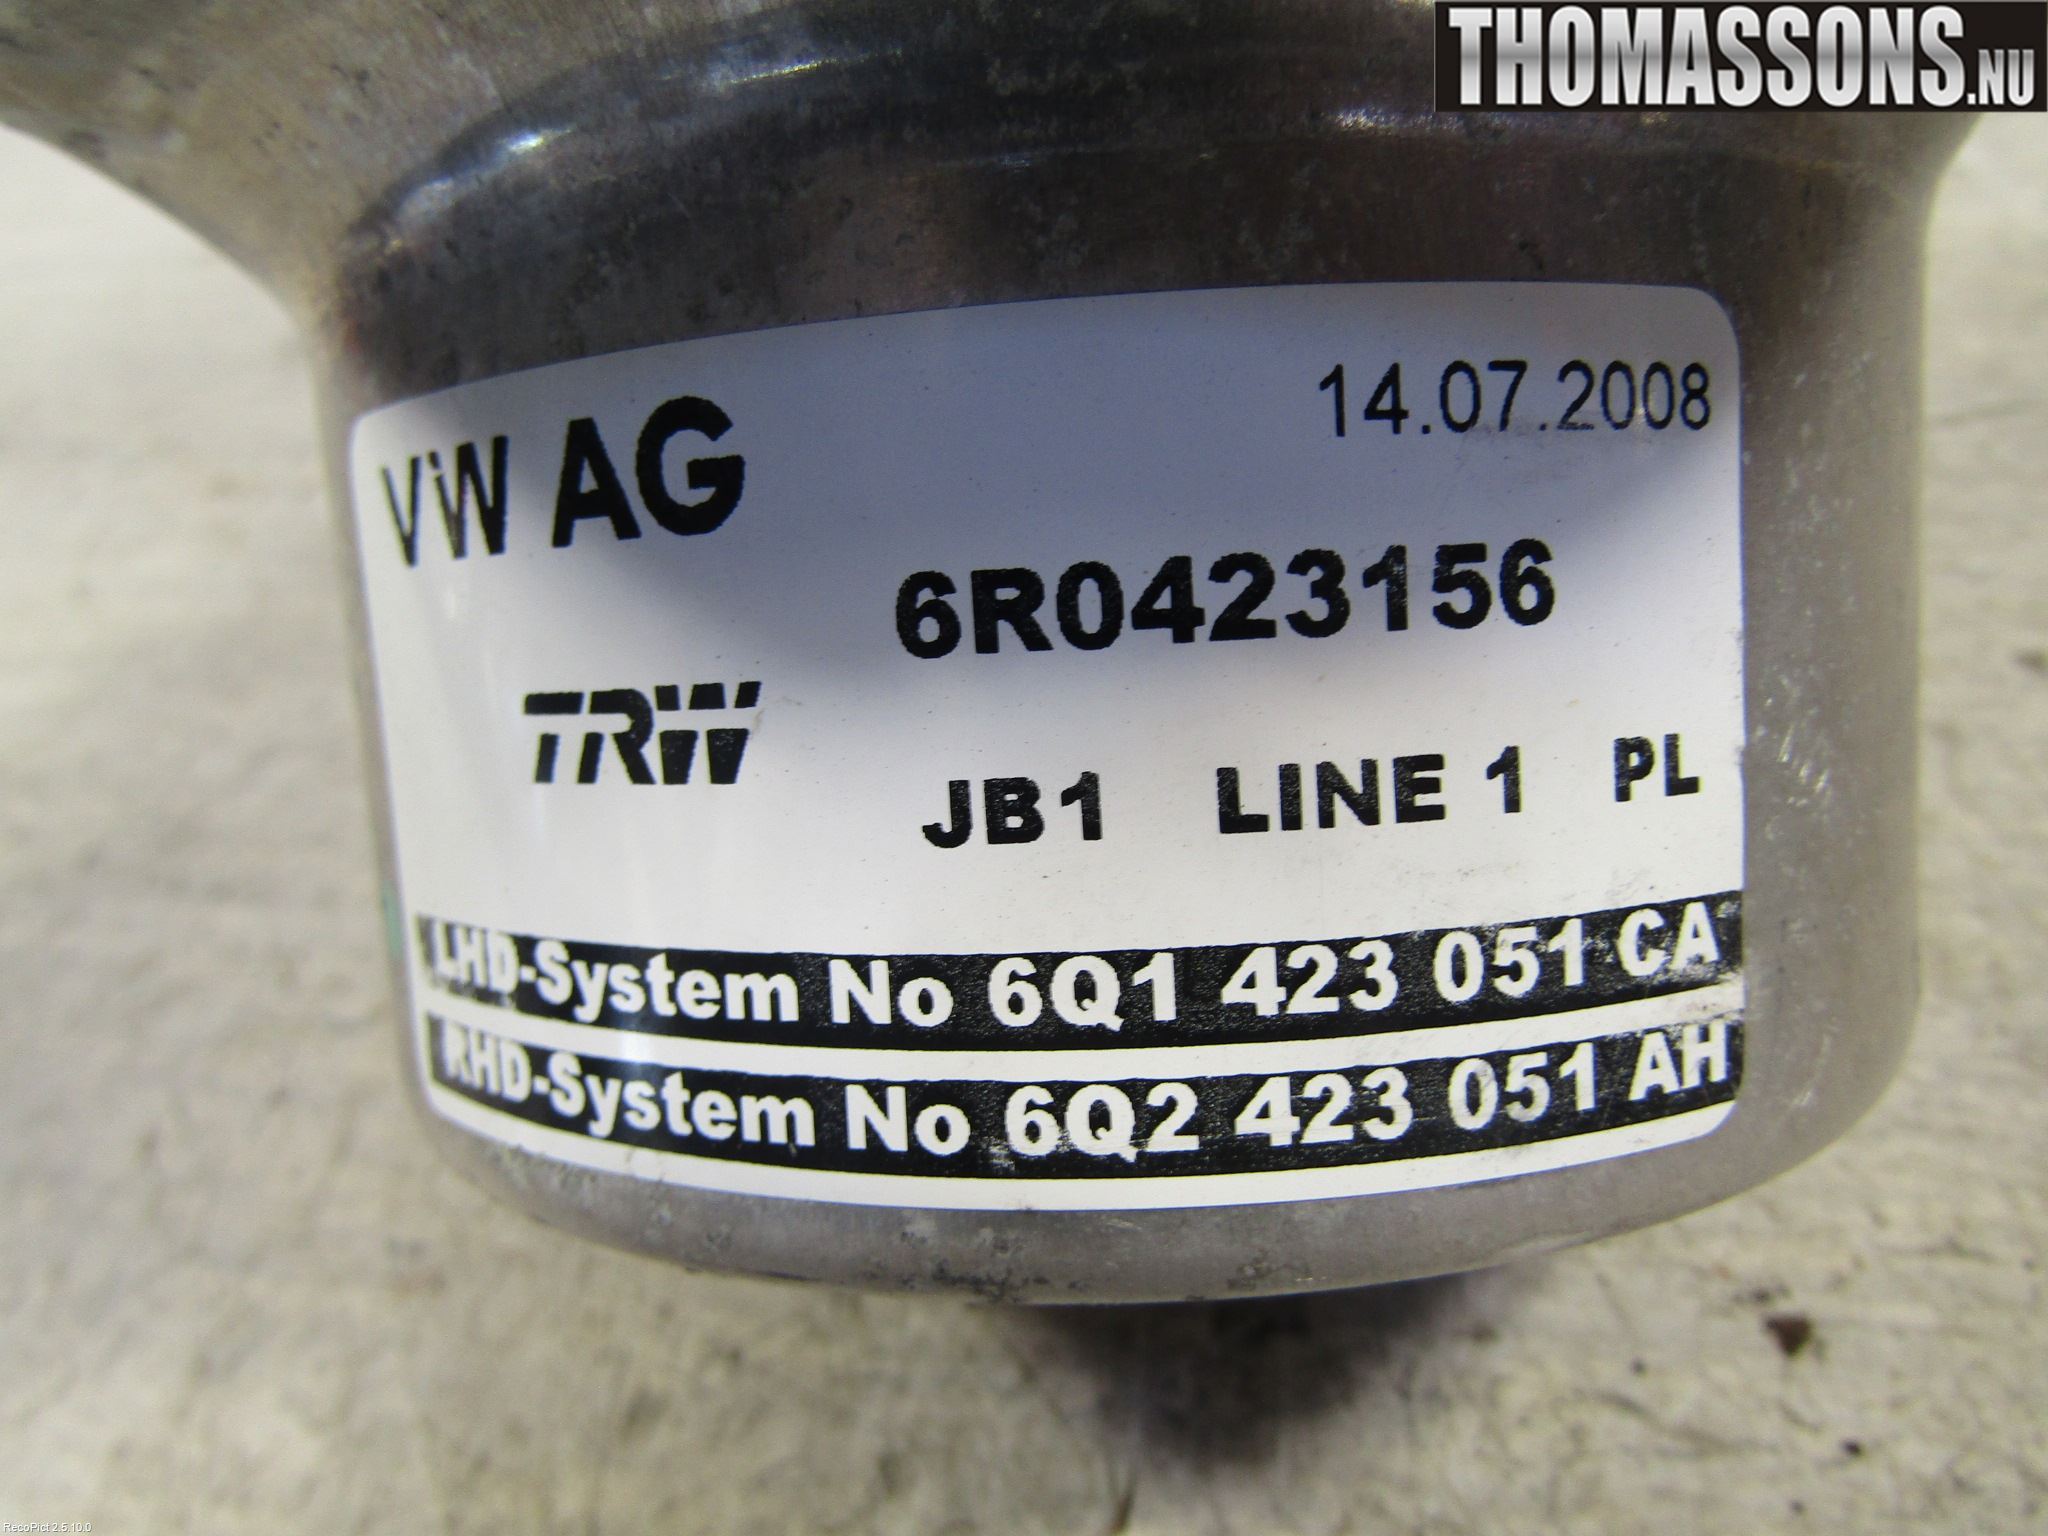 THOMASSONS.NU
14.07.2008
VW AG
6R0423156
TRW
JB1 LINE 1 PL
LHD-System No 6Q1 423 051 CA
RHD-System No 6Q2 423 051 AH
RecoPict 2.5.10.0